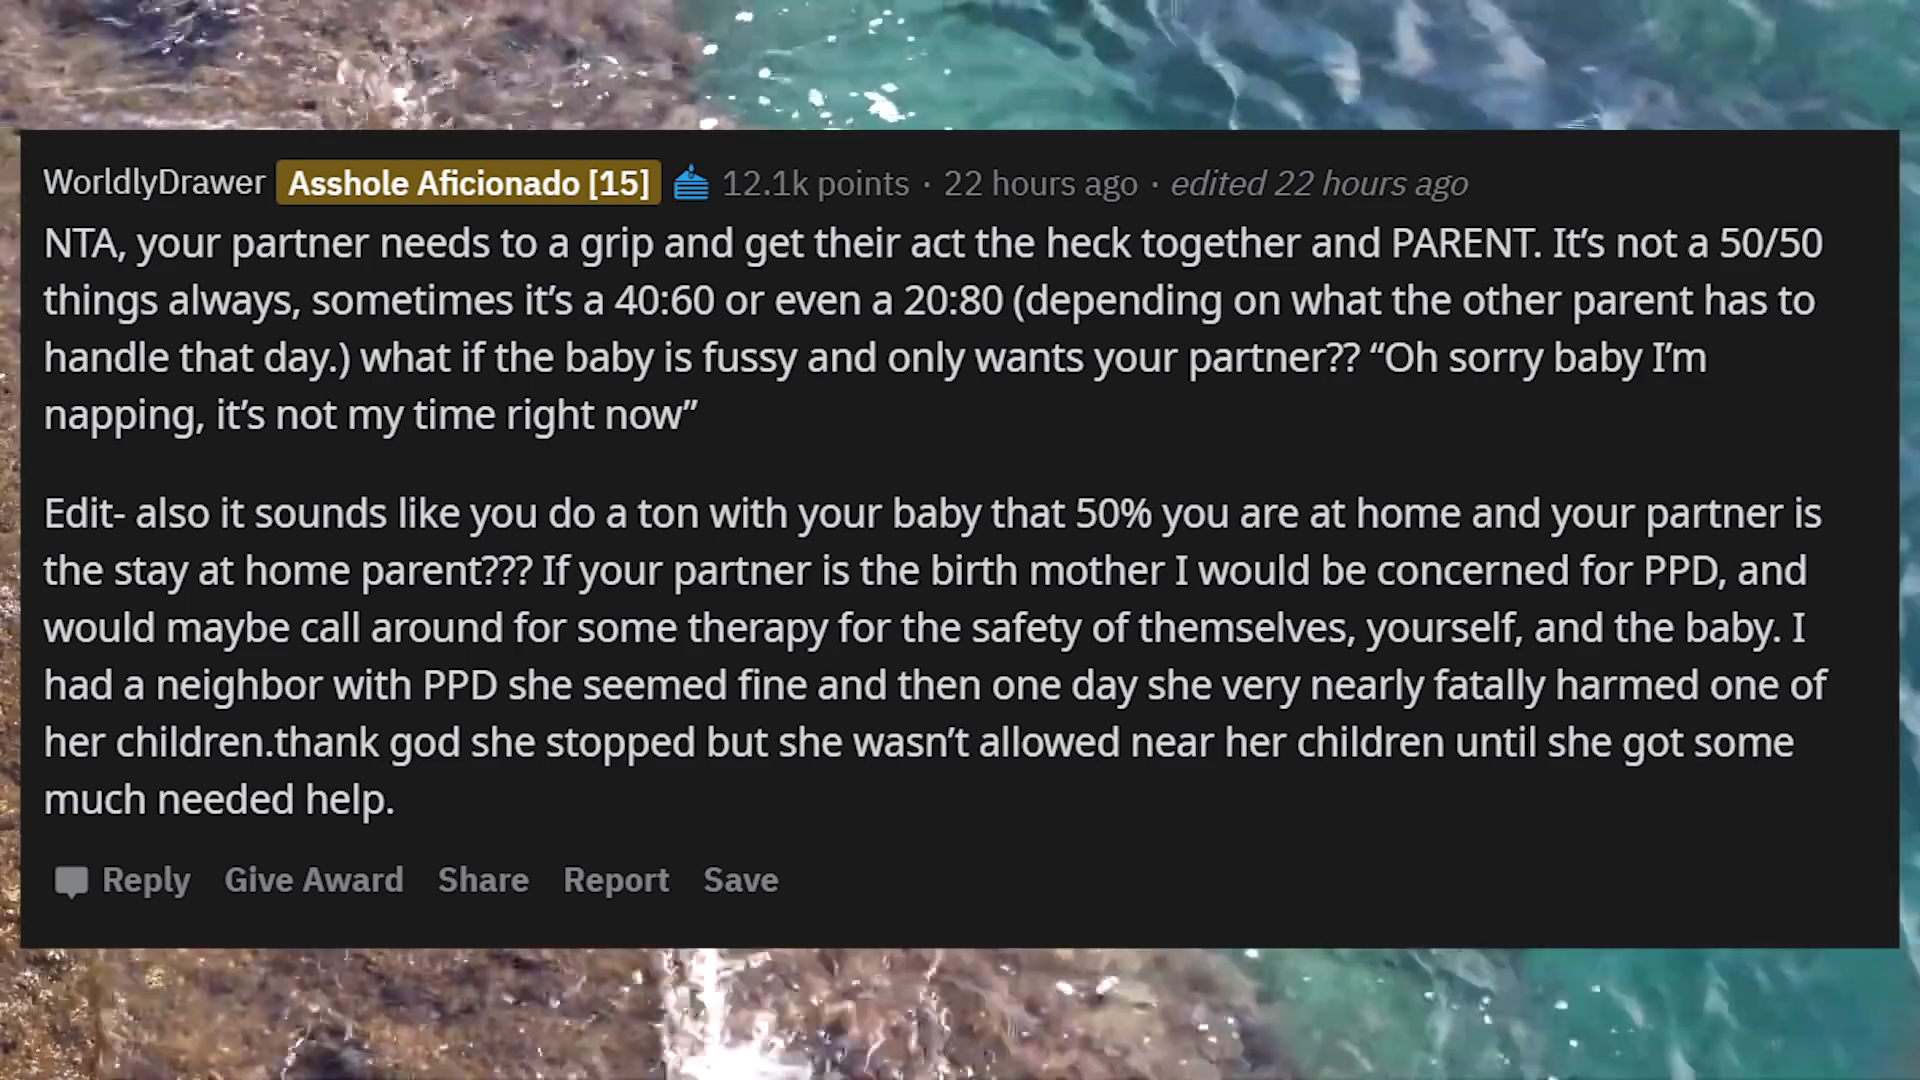 WorldlyDrawer Asshole Aficionado [15] 12.1k points · 22 hours ago · edited 22 hours ago
NTA, your partner needs to a grip and get their act the heck together and PARENT. It’s not a 50/50
things always, sometimes it’s a 40:60 or even a 20:80 (depending on what the other parent has to
handle that day.) what if the baby is fussy and only wants your partner?? “Oh sorry baby I’m
napping, it’s not my time right now”
Edit- also it sounds like you do a ton with your baby that 50% you are at home and your partner is
the stay at home parent??? If your partner is the birth mother I would be concerned for PPD, and
would maybe call around for some therapy for the safety of themselves, yourself, and the baby. I
had a neighbor with PPD she seemed fine and then one day she very nearly fatally harmed one of
her children.thank god she stopped but she wasn’t allowed near her children until she got some
much needed help.
Reply Give Award Share Report Save